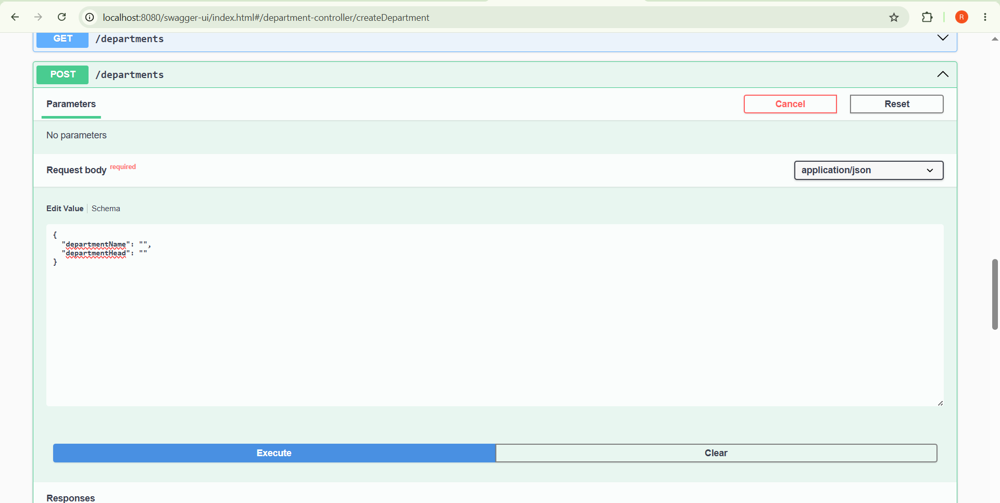 localhost:8080/swagger-ui/index.html#/department-controller/createDepartment
R
GET /departments
POST /departments
Parameters
Cancel
Reset
No parameters
Request body required
application/json
Edit Value | Schema
{
  "departmentName": "",
  "departmentHead": ""
}
Execute
Clear
Responses